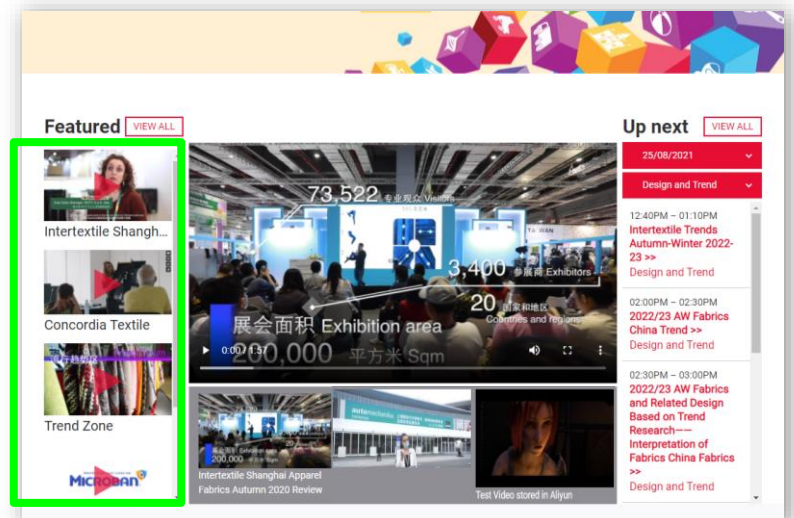 Featured
VIEW ALL
Intertextile Shangh...
Concordia Textile
Trend Zone
MICROBAN
73,522 专业观众 Visitors
3,400 参展商 Exhibitors
20 国家和地区
Countries and regions
展会面积 Exhibition area
200,000 平方米 Sqm
0:00 / 1:57
200,000
Intertextile Shanghai Apparel
Fabrics Autumn 2020 Review
automechanika
Test Video stored in Aliyun
Up next
VIEW ALL
25/08/2021
Design and Trend
12:40PM – 01:10PM
Intertextile Trends
Autumn-Winter 2022-
23 >>
Design and Trend
02:00PM – 02:30PM
2022/23 AW Fabrics
China Trend >>
Design and Trend
02:30PM – 03:00PM
2022/23 AW Fabrics
and Related Design
Based on Trend
Research——
Interpretation of
Fabrics China Fabrics
>>
Design and Trend